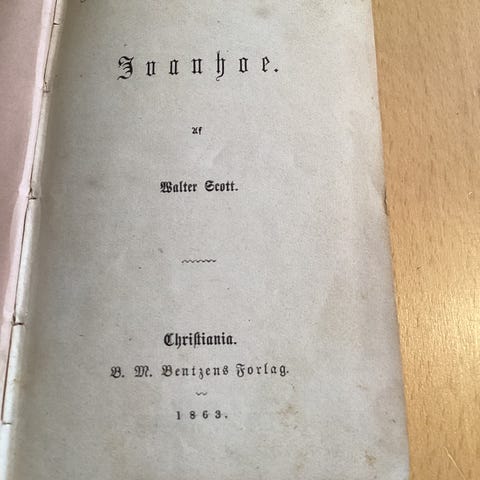 Ivanhoe.
Af
Walter Scott.
Christiania.
B. M. Bentzens Forlag.
1863.